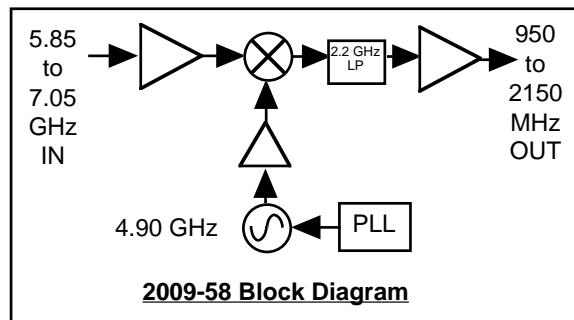 5.85
to
7.05
GHz
IN
2.2 GHz
LP
950
to
2150
MHz
OUT
4.90 GHz
PLL
2009-58 Block Diagram